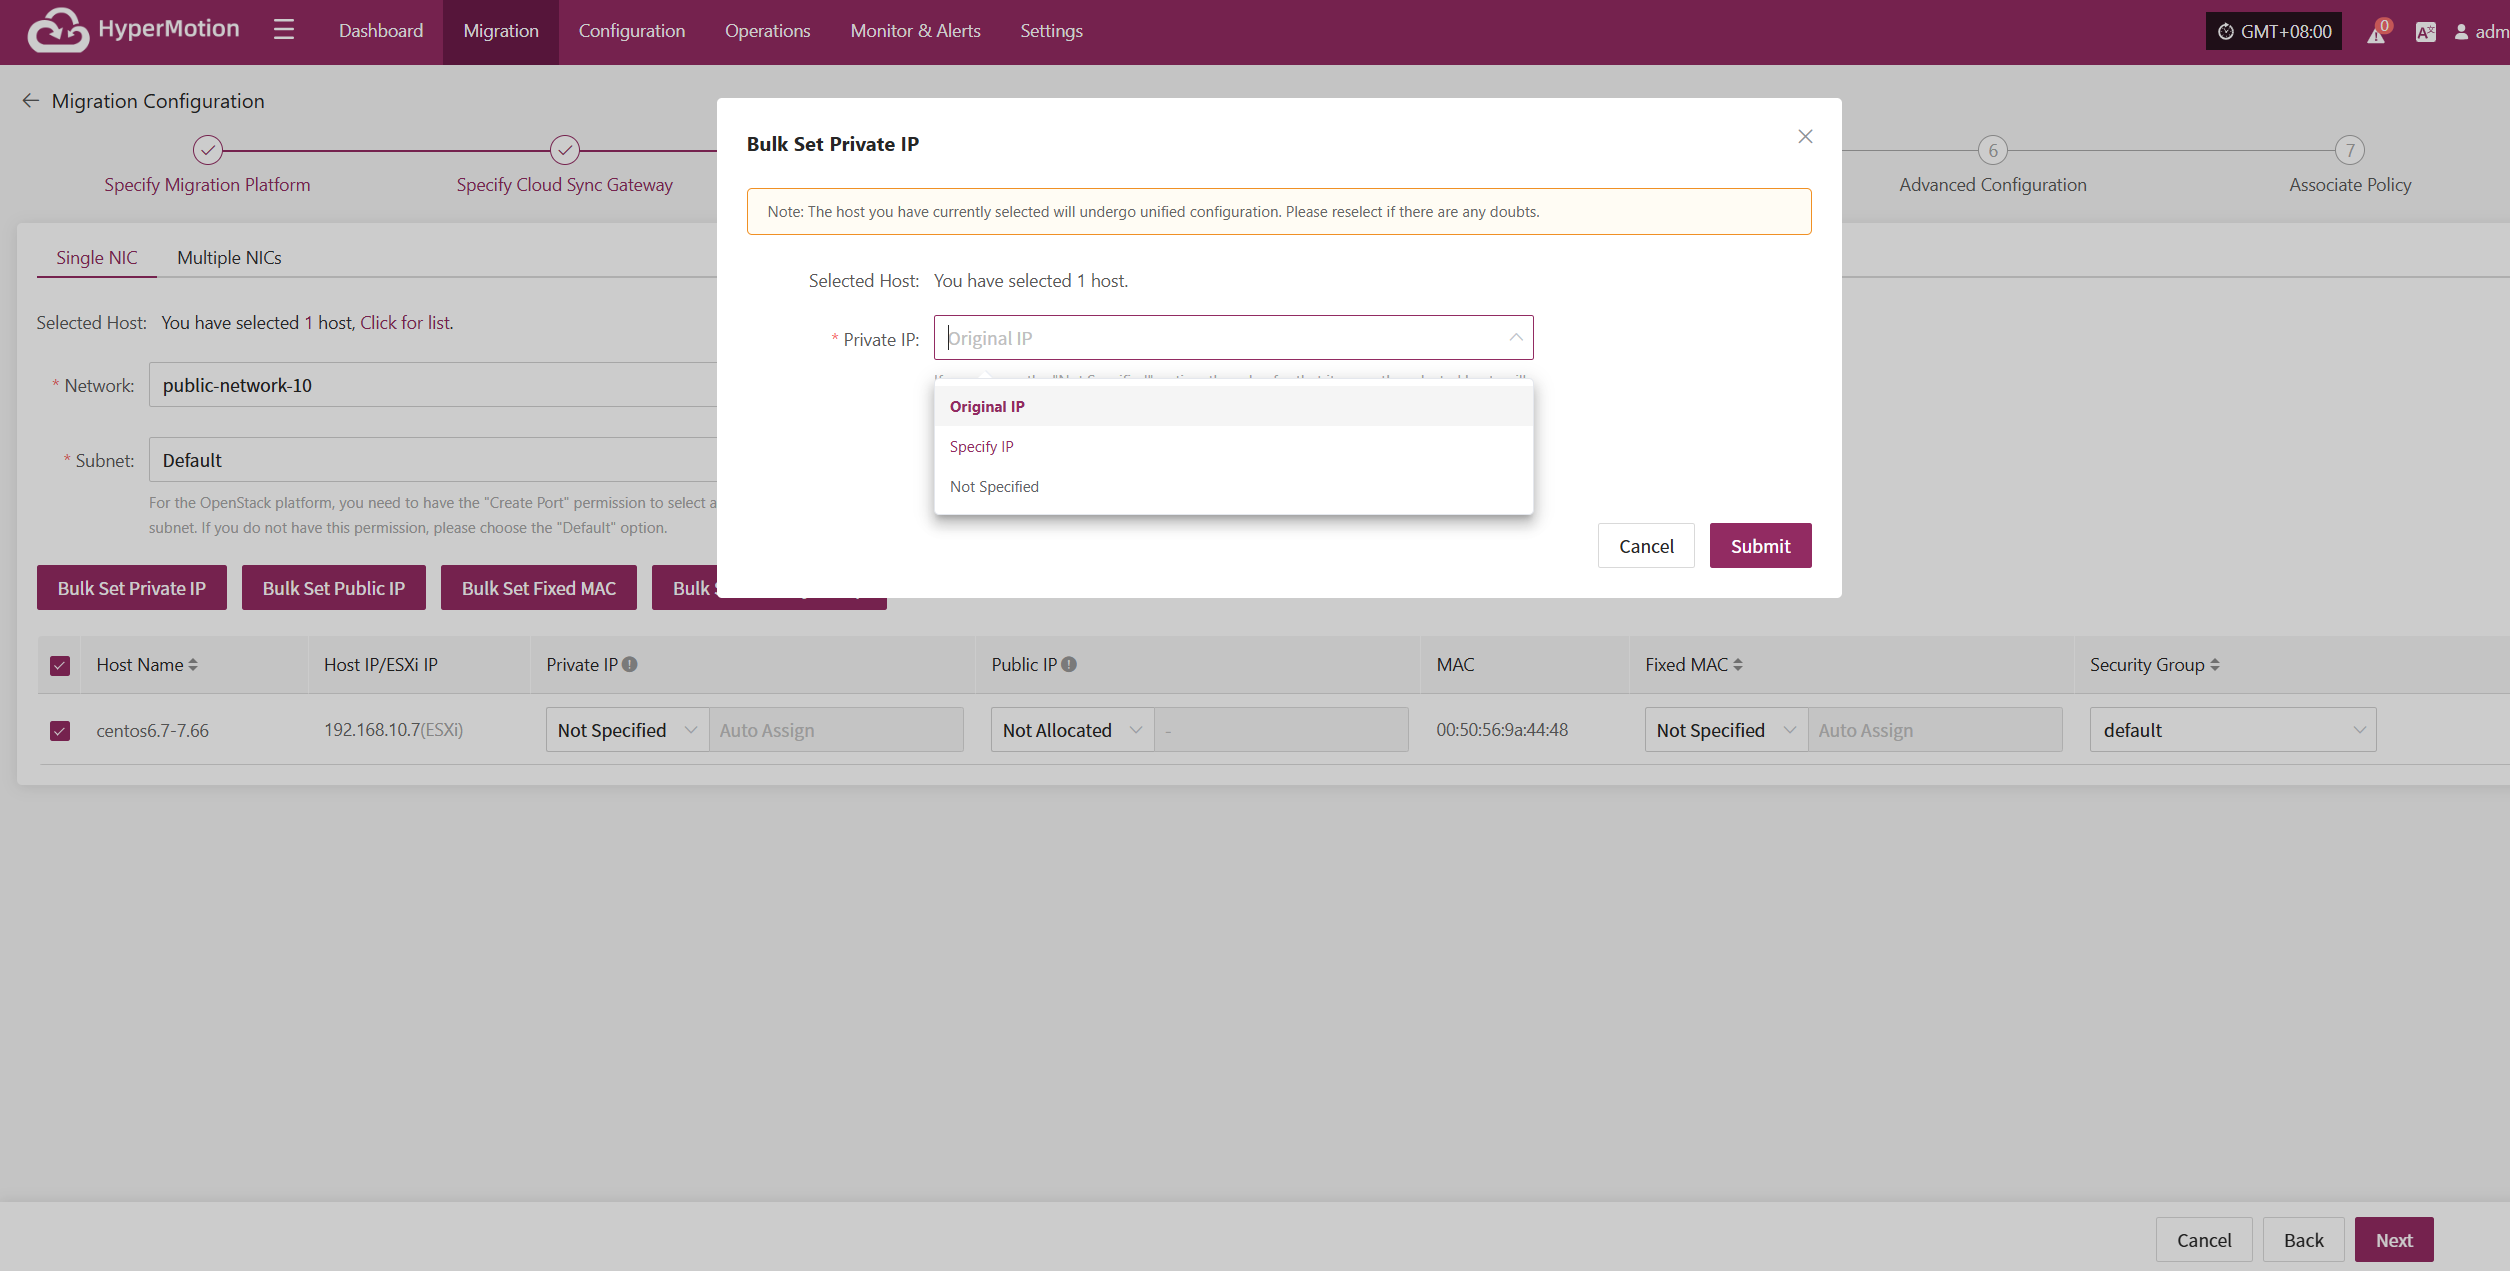 HyperMotion
Dashboard
Migration
Configuration
Operations
Monitor & Alerts
Settings
GMT+08:00
0
adm
Migration Configuration
Specify Migration Platform
Specify Cloud Sync Gateway
6
Advanced Configuration
7
Associate Policy
Bulk Set Private IP
Note: The host you have currently selected will undergo unified configuration. Please reselect if there are any doubts.
Selected Host: You have selected 1 host.
* Private IP: Original IP
Original IP
Specify IP
Not Specified
Cancel
Submit
Single NIC
Multiple NICs
Selected Host: You have selected 1 host, Click for list.
* Network: public-network-10
* Subnet: Default
For the OpenStack platform, you need to have the "Create Port" permission to select a
subnet. If you do not have this permission, please choose the "Default" option.
Bulk Set Private IP
Bulk Set Public IP
Bulk Set Fixed MAC
Bulk
Host Name
Host IP/ESXi IP
Private IP
Public IP
MAC
Fixed MAC
Security Group
centos6.7-7.66
192.168.10.7(ESXi)
Not Specified
Auto Assign
Not Allocated
-
00:50:56:9a:44:48
Not Specified
Auto Assign
default
Cancel
Back
Next